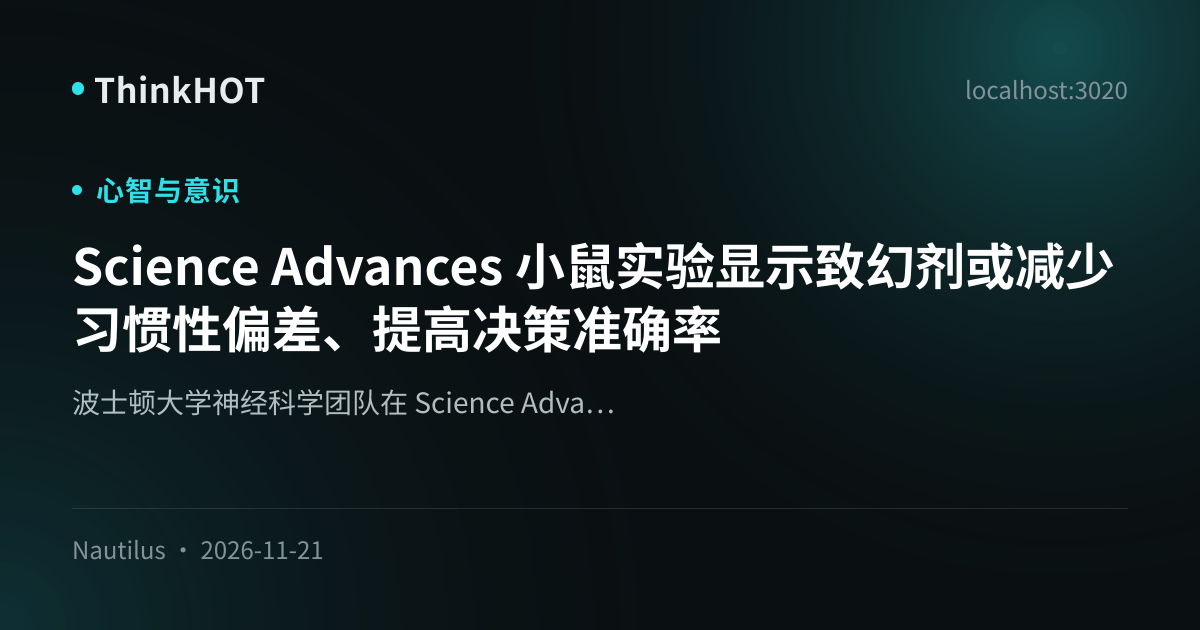 ThinkHOT
localhost:3020
心智与意识
Science Advances 小鼠实验显示致幻剂或减少
习惯性偏差、提高决策准确率
波士顿大学神经科学团队在 Science Adva…
Nautilus · 2026-11-21